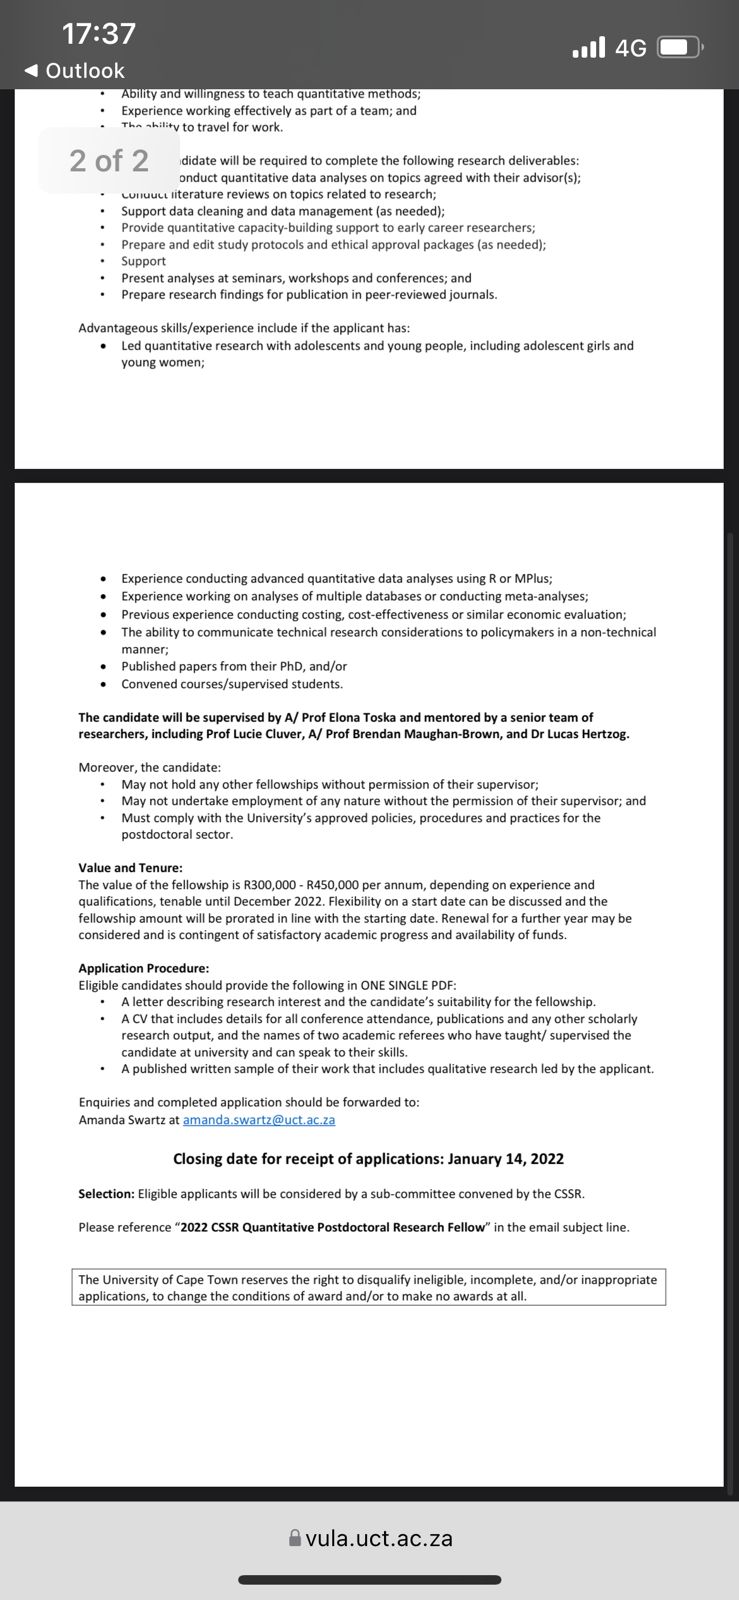 17:37
4G
◀ Outlook
• Ability and willingness to teach quantitative methods;
• Experience working effectively as part of a team; and
• The ability to travel for work.
2 of 2
didate will be required to complete the following research deliverables:
onduct quantitative data analyses on topics agreed with their advisor(s);
• Conduct literature reviews on topics related to research;
• Support data cleaning and data management (as needed);
• Provide quantitative capacity-building support to early career researchers;
• Prepare and edit study protocols and ethical approval packages (as needed);
• Support
• Present analyses at seminars, workshops and conferences; and
• Prepare research findings for publication in peer-reviewed journals.
Advantageous skills/experience include if the applicant has:
• Led quantitative research with adolescents and young people, including adolescent girls and
young women;
• Experience conducting advanced quantitative data analyses using R or MPlus;
• Experience working on analyses of multiple databases or conducting meta-analyses;
• Previous experience conducting costing, cost-effectiveness or similar economic evaluation;
• The ability to communicate technical research considerations to policymakers in a non-technical
manner;
• Published papers from their PhD, and/or
• Convened courses/supervised students.
The candidate will be supervised by A/ Prof Elona Toska and mentored by a senior team of
researchers, including Prof Lucie Cluver, A/ Prof Brendan Maughan-Brown, and Dr Lucas Hertzog.
Moreover, the candidate:
• May not hold any other fellowships without permission of their supervisor;
• May not undertake employment of any nature without the permission of their supervisor; and
• Must comply with the University's approved policies, procedures and practices for the
postdoctoral sector.
Value and Tenure:
The value of the fellowship is R300,000 - R450,000 per annum, depending on experience and
qualifications, tenable until December 2022. Flexibility on a start date can be discussed and the
fellowship amount will be prorated in line with the starting date. Renewal for a further year may be
considered and is contingent of satisfactory academic progress and availability of funds.
Application Procedure:
Eligible candidates should provide the following in ONE SINGLE PDF:
• A letter describing research interest and the candidate's suitability for the fellowship.
• A CV that includes details for all conference attendance, publications and any other scholarly
research output, and the names of two academic referees who have taught/ supervised the
candidate at university and can speak to their skills.
• A published written sample of their work that includes qualitative research led by the applicant.
Enquiries and completed application should be forwarded to:
Amanda Swartz at amanda.swartz@uct.ac.za
Closing date for receipt of applications: January 14, 2022
Selection: Eligible applicants will be considered by a sub-committee convened by the CSSR.
Please reference "2022 CSSR Quantitative Postdoctoral Research Fellow" in the email subject line.
The University of Cape Town reserves the right to disqualify ineligible, incomplete, and/or inappropriate
applications, to change the conditions of award and/or to make no awards at all.
vula.uct.ac.za